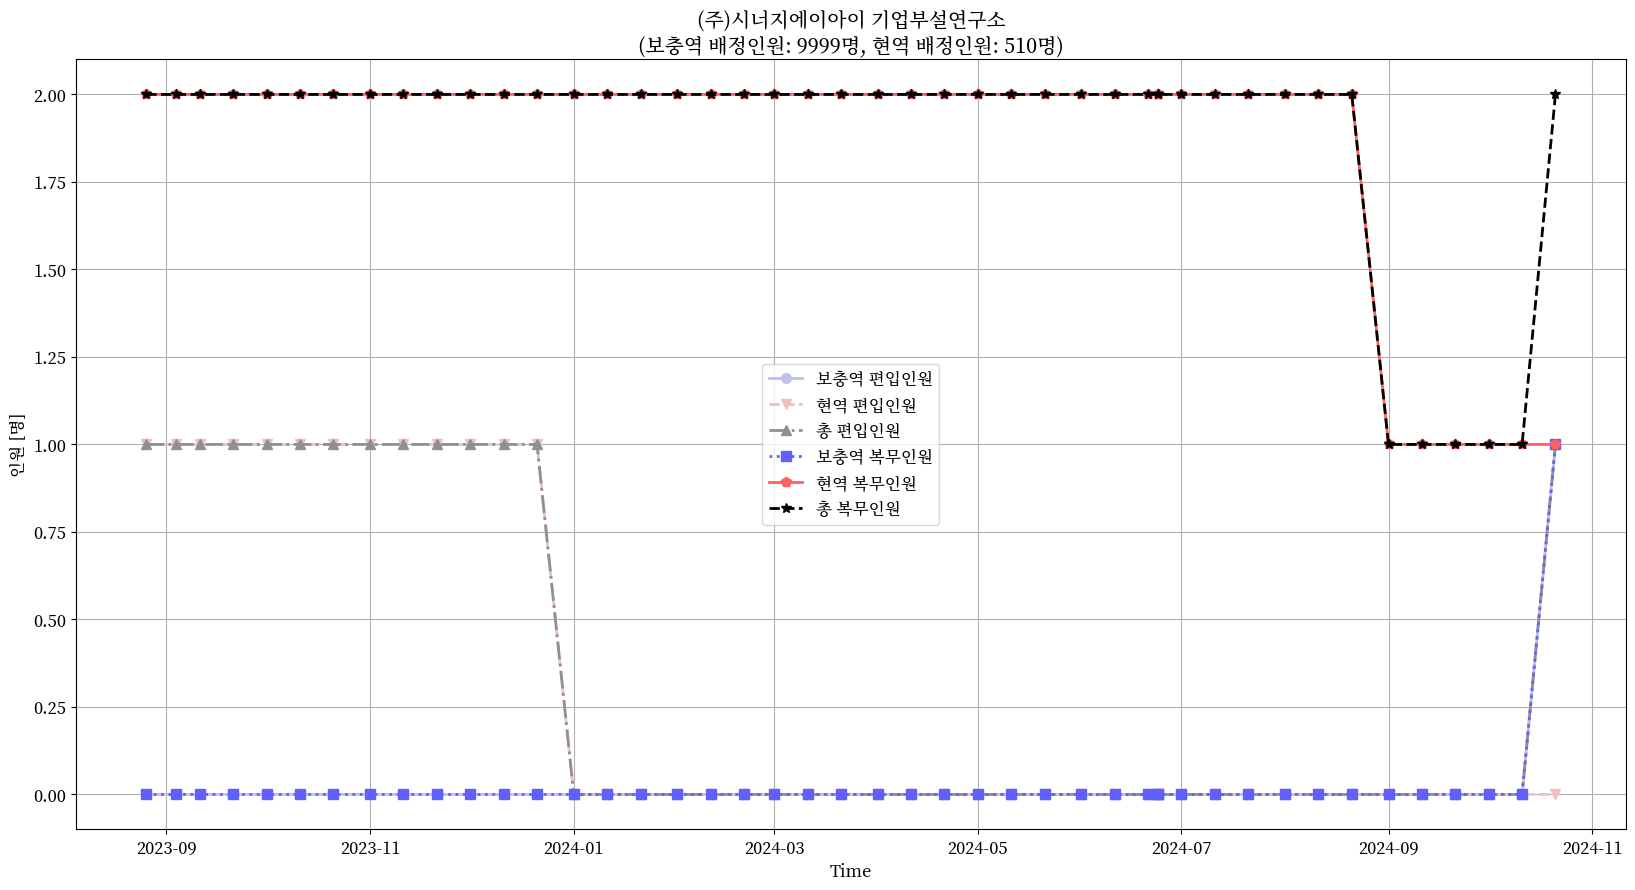 (주)시너지에이아이 기업부설연구소
(보충역 배정인원: 9999명, 현역 배정인원: 510명)
인원 [명]
2.00
1.75
1.50
1.25
1.00
0.75
0.50
0.25
0.00
보충역 편입인원
현역 편입인원
총 편입인원
보충역 복무인원
현역 복무인원
총 복무인원
2023-09
2023-11
2024-01
2024-03
2024-05
2024-07
2024-09
2024-11
Time